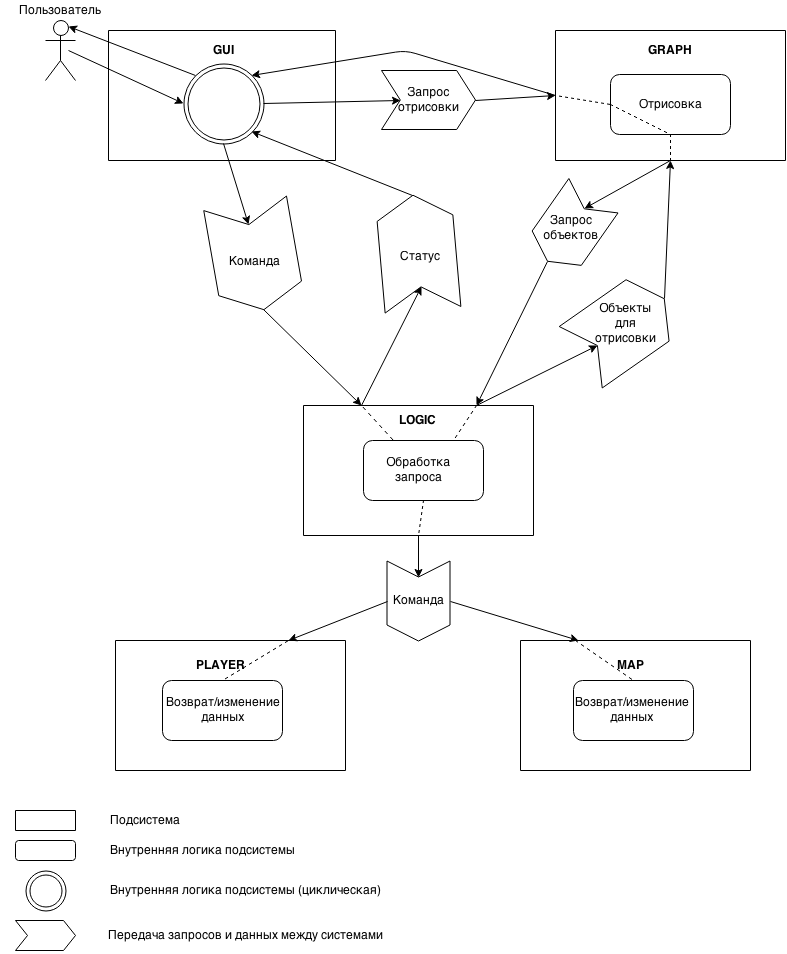 Пользователь
GUI
GRAPH
Запрос
отрисовки
Отрисовка
Команда
Статус
Запрос
объектов
Объекты
для
отрисовки
LOGIC
Обработка
запроса
Команда
PLAYER
Возврат/изменение
данных
MAP
Возврат/изменение
данных
Подсистема
Внутренняя логика подсистемы
Внутренняя логика подсистемы (циклическая)
Передача запросов и данных между системами